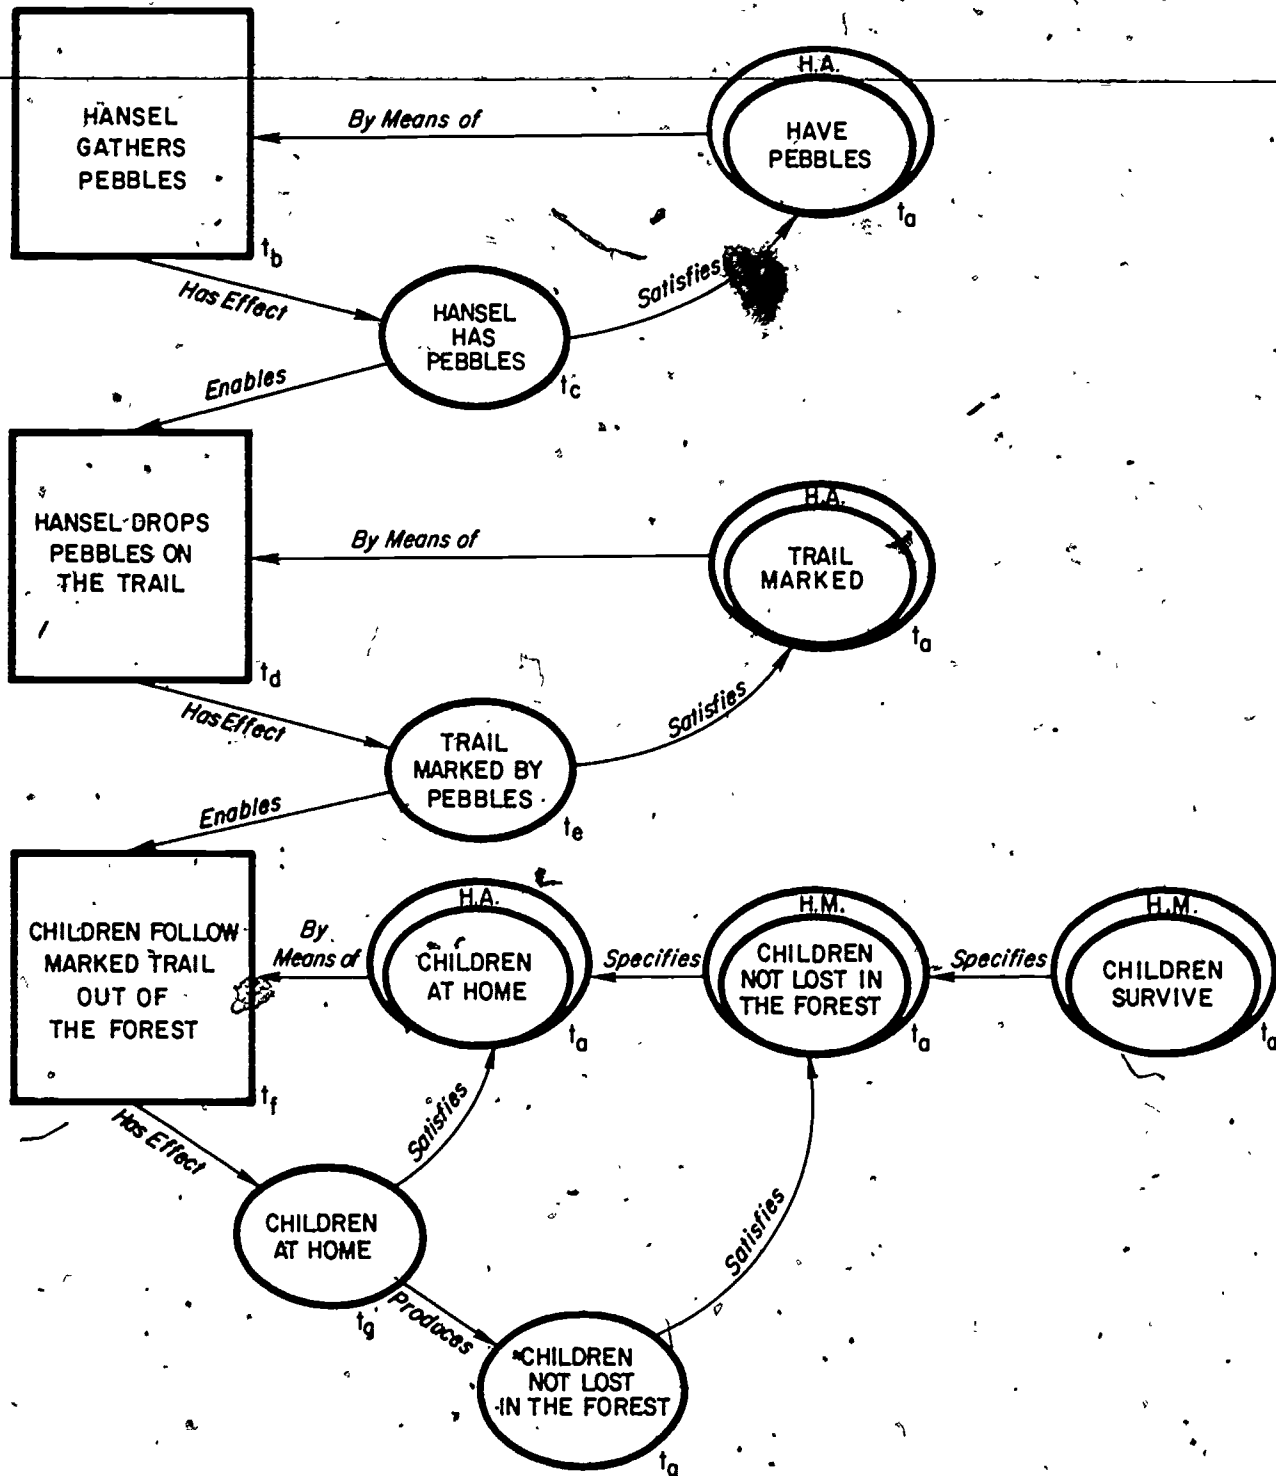 H.A.
HANSEL
GATHERS
PEBBLES
By Means of
HAVE
PEBBLES
ta
tb
Has Effect
HANSEL
HAS
PEBBLES
Satisfies
tc
Enables
HANSEL DROPS
PEBBLES ON
THE TRAIL
By Means of
H.A.
TRAIL
MARKED
ta
td
Has Effect
TRAIL
MARKED BY
PEBBLES
Satisfies
te
Enables
CHILDREN FOLLOW
MARKED TRAIL
OUT OF
THE FOREST
By
Means of
H.A.
CHILDREN
AT HOME
ta
Specifies
H.M.
CHILDREN
NOT LOST IN
THE FOREST
ta
Specifies
H.M.
CHILDREN
SURVIVE
ta
tf
Has Effect
Satisfies
CHILDREN
AT HOME
tg
Produces
Satisfies
CHILDREN
NOT LOST
IN THE FOREST
tg